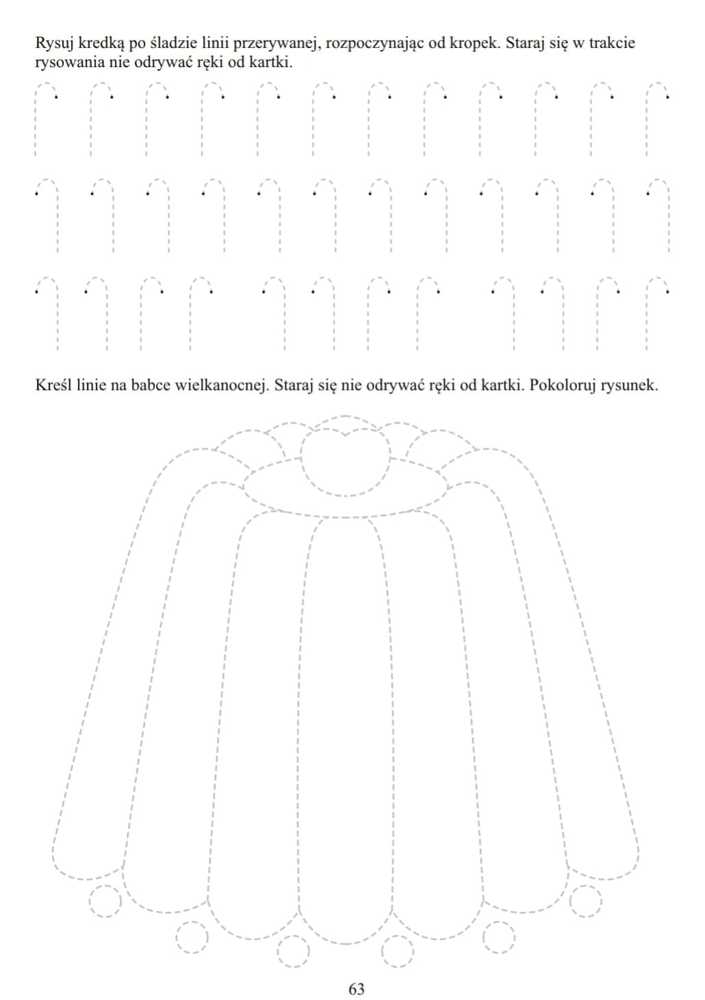 Rysuj kredką po śladzie linii przerywanej, rozpoczynając od kropek. Staraj się w trakcie
rysowania nie odrywać ręki od kartki.
Kreśl linie na babce wielkanocnej. Staraj się nie odrywać ręki od kartki. Pokoloruj rysunek.
63